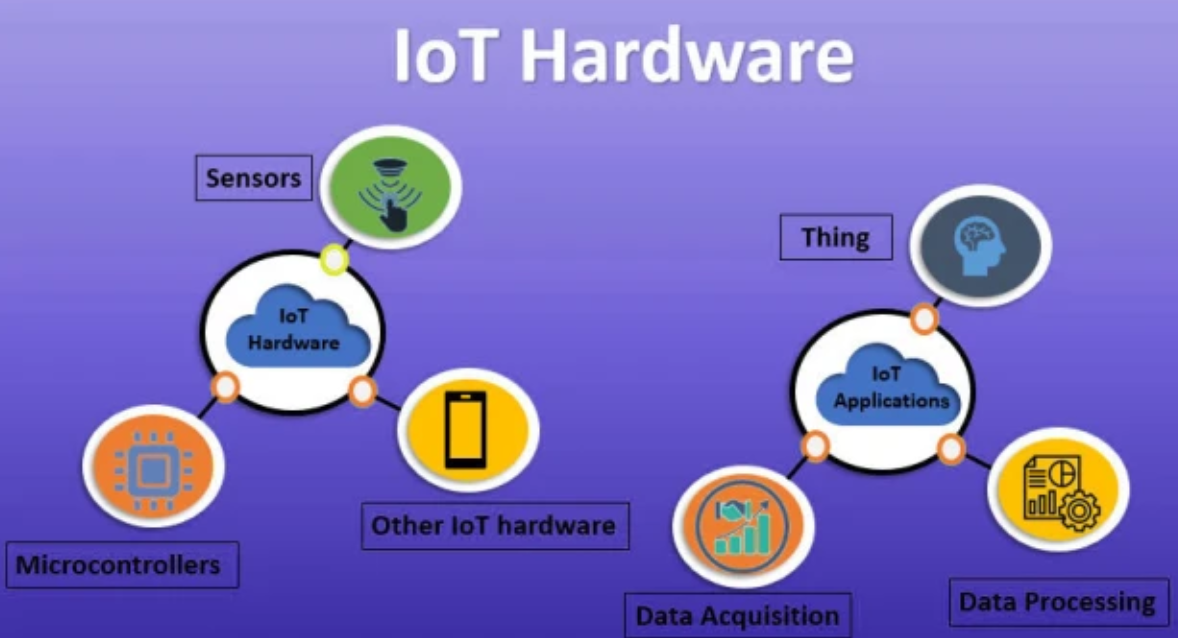 IoT Hardware
Sensors
IoT
Hardware
Microcontrollers
Other IoT hardware
Thing
IoT
Applications
Data Acquisition
Data Processing